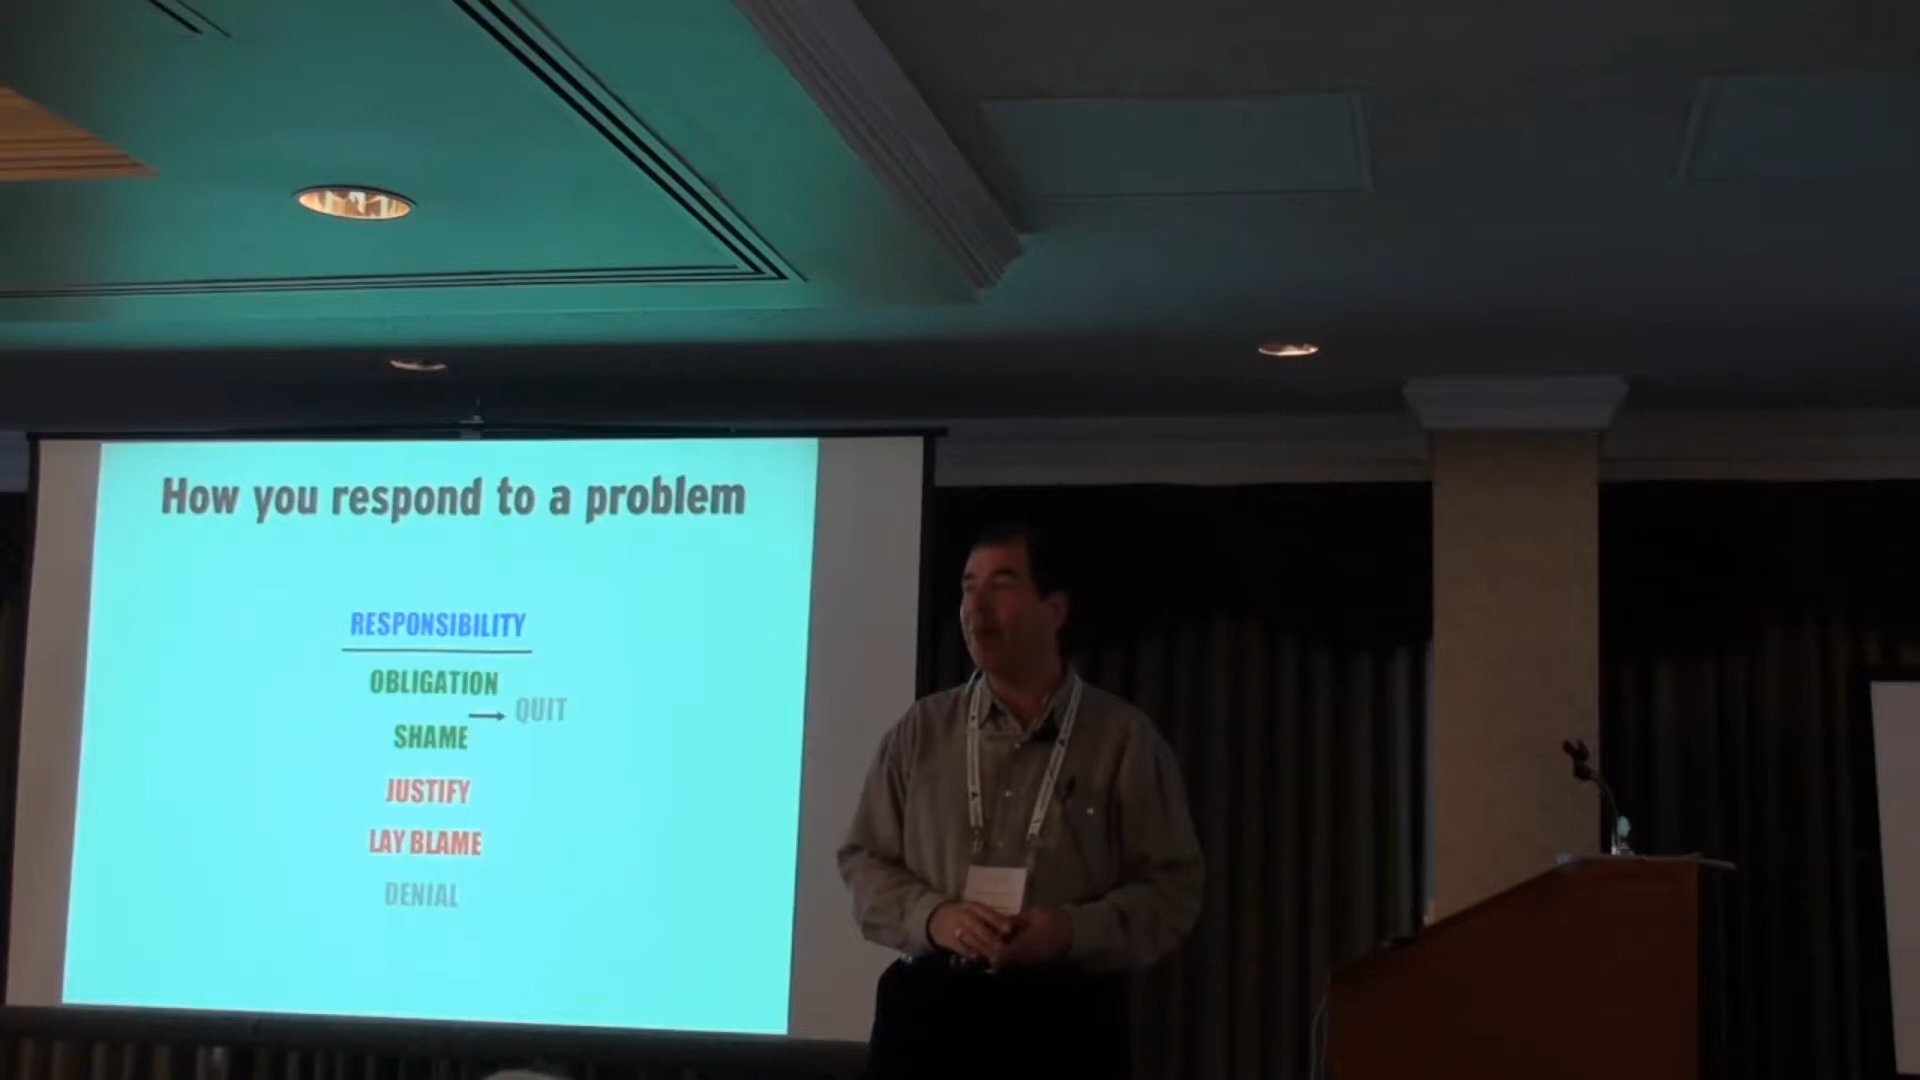 How you respond to a problem
RESPONSIBILITY
OBLIGATION
QUIT
SHAME
JUSTIFY
LAY BLAME
DENIAL